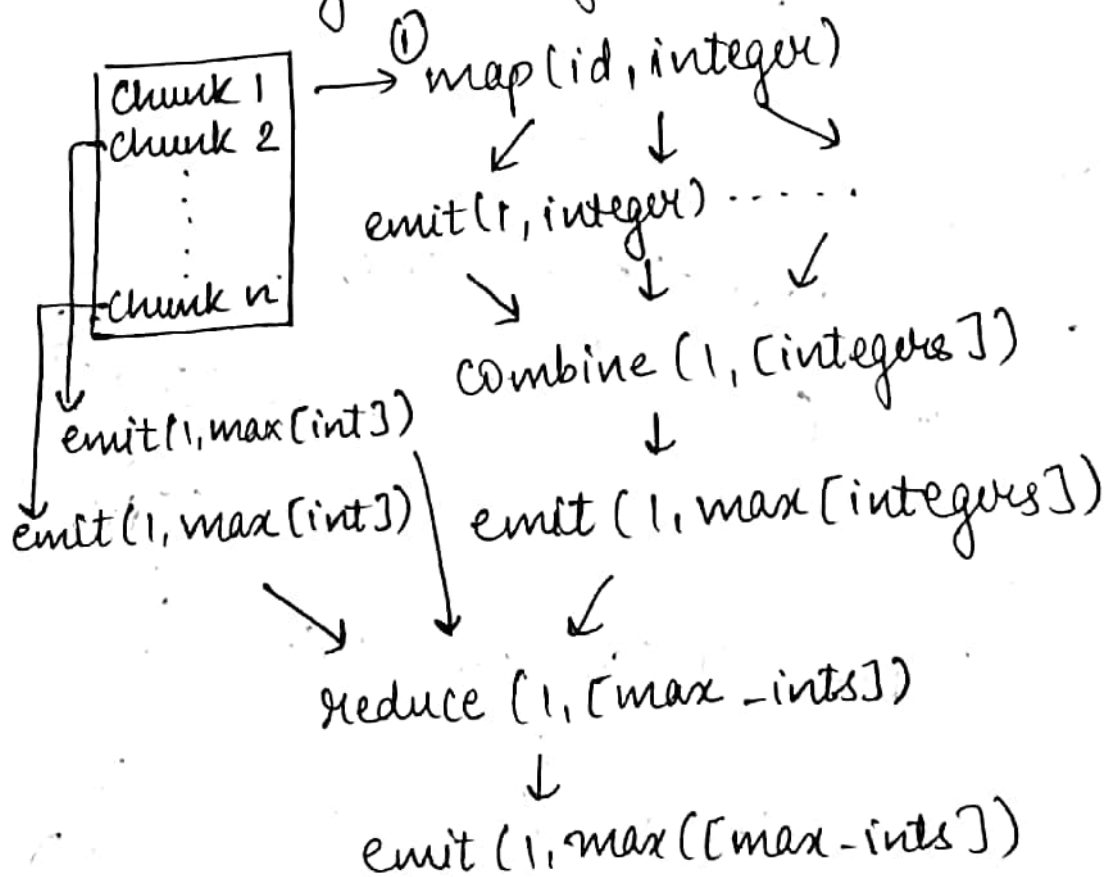 ①
map(id, integer)
Chunk 1
Chunk 2
Chunk n
emit(1, integer) ......
combine (1, [integers])
emit(1, max[int])
emit(1, max[int])
emit (1, max[integers])
reduce (1, [max_ints])
emit (1, max([max-ints])